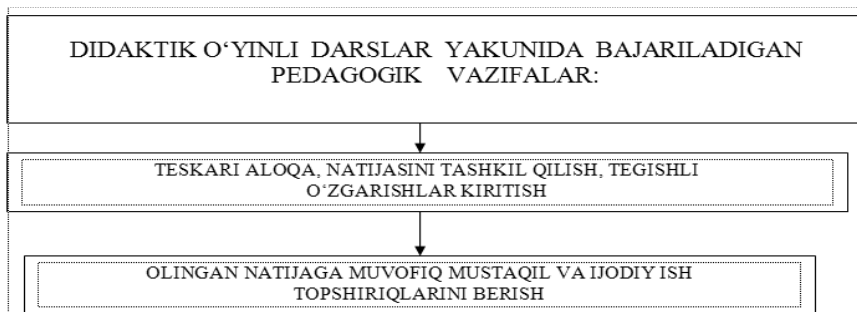 DIDAKTIK O‘YINLI DARSLAR YAKUNIDA BAJARILADIGAN
PEDAGOGIK VAZIFALAR:
TESKARI ALOQA, NATIJASINI TASHKIL QILISH, TEGISHLI
O‘ZGARISHLAR KIRITISH
OLINGAN NATIJAGA MUVOFIQ MUSTAQIL VA IJODIY ISH
TOPSHIRIQLARINI BERISH